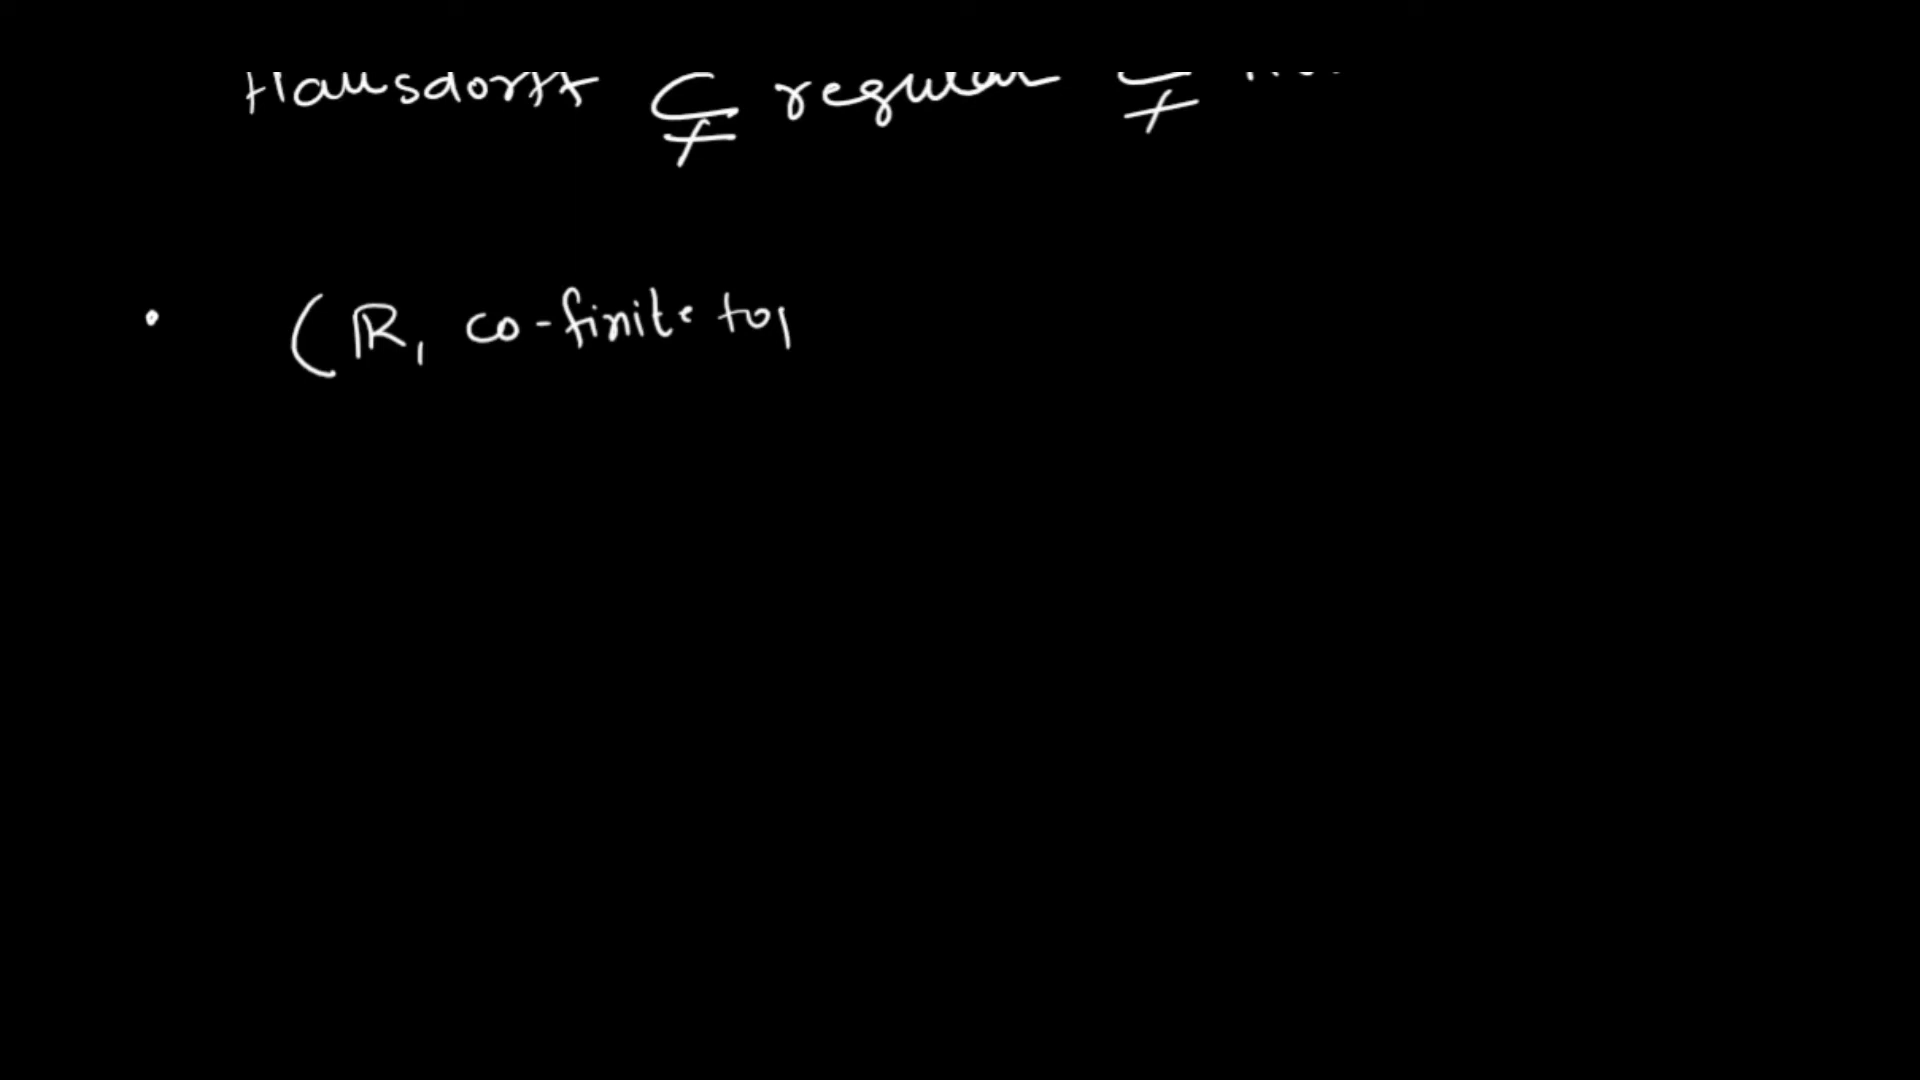 Hausdorff ⊊ regular ⊊
• (ℝ, co-finite top